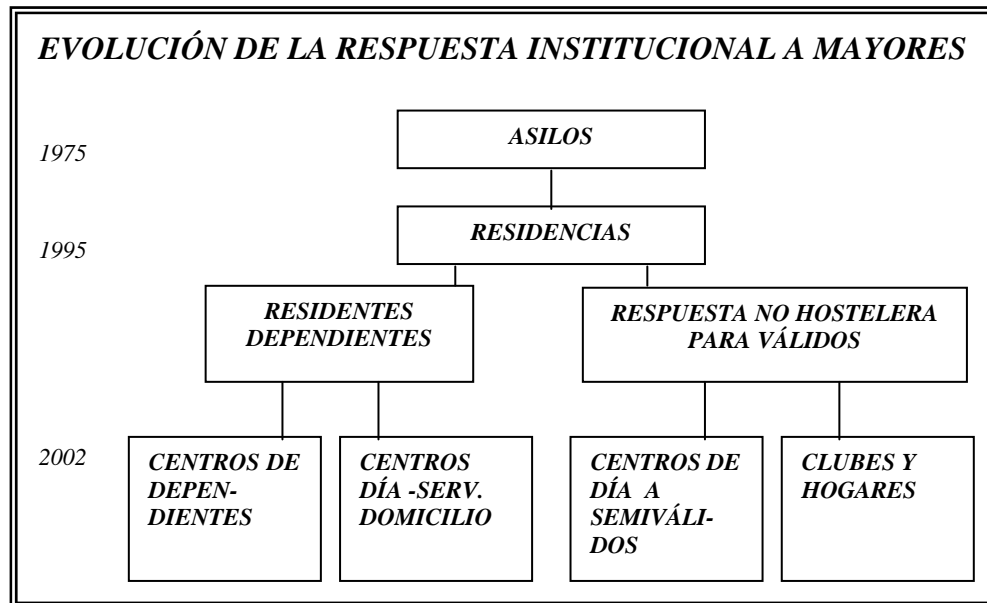 EVOLUCIÓN DE LA RESPUESTA INSTITUCIONAL A MAYORES
1975
ASILOS
1995
RESIDENCIAS
RESIDENTES
DEPENDIENTES
RESPUESTA NO HOSTELERA
PARA VÁLIDOS
2002
CENTROS DE
DEPEN-
DIENTES
CENTROS
DÍA -SERV.
DOMICILIO
CENTROS DE
DÍA A
SEMIVÁLI-
DOS
CLUBES Y
HOGARES